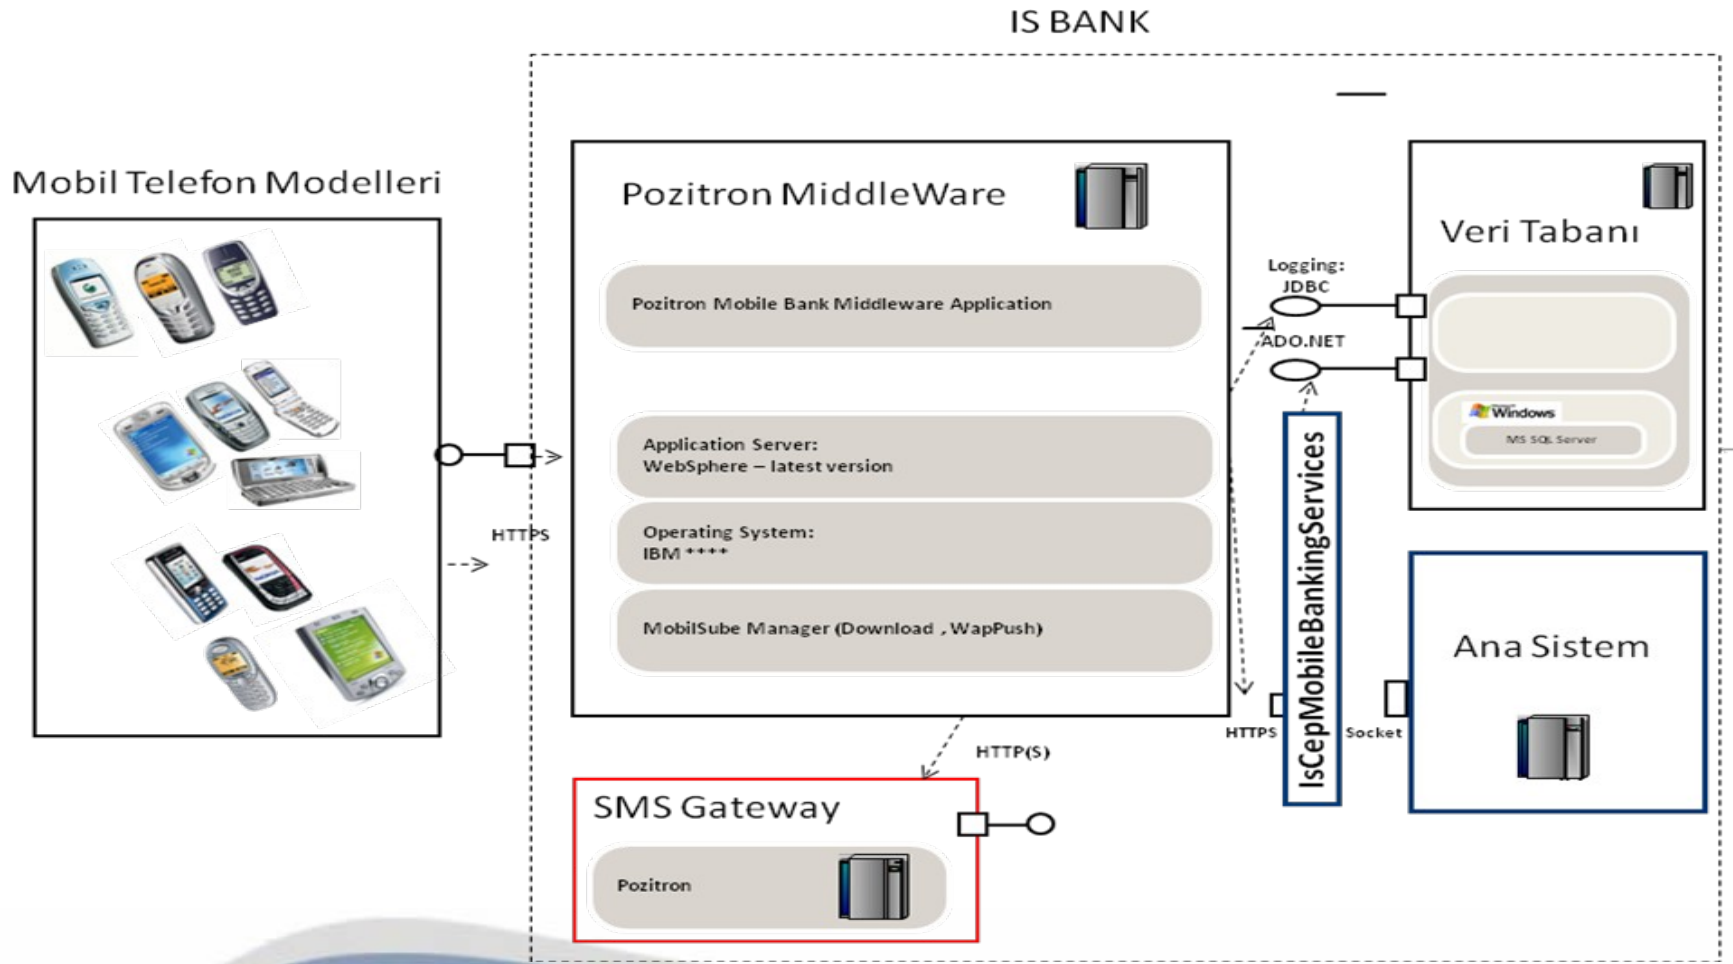 IS BANK
Mobil Telefon Modelleri
Pozitron MiddleWare
Pozitron Mobile Bank Middleware Application
Application Server:
WebSphere – latest version
Operating System:
IBM ****
MobilSube Manager (Download , WapPush)
HTTPS
Logging:
JDBC
ADO.NET
Veri Tabanı
Windows
MS SQL Server
IsCepMobileBankingServices
HTTPS
Socket
Ana Sistem
HTTP(S)
SMS Gateway
Pozitron